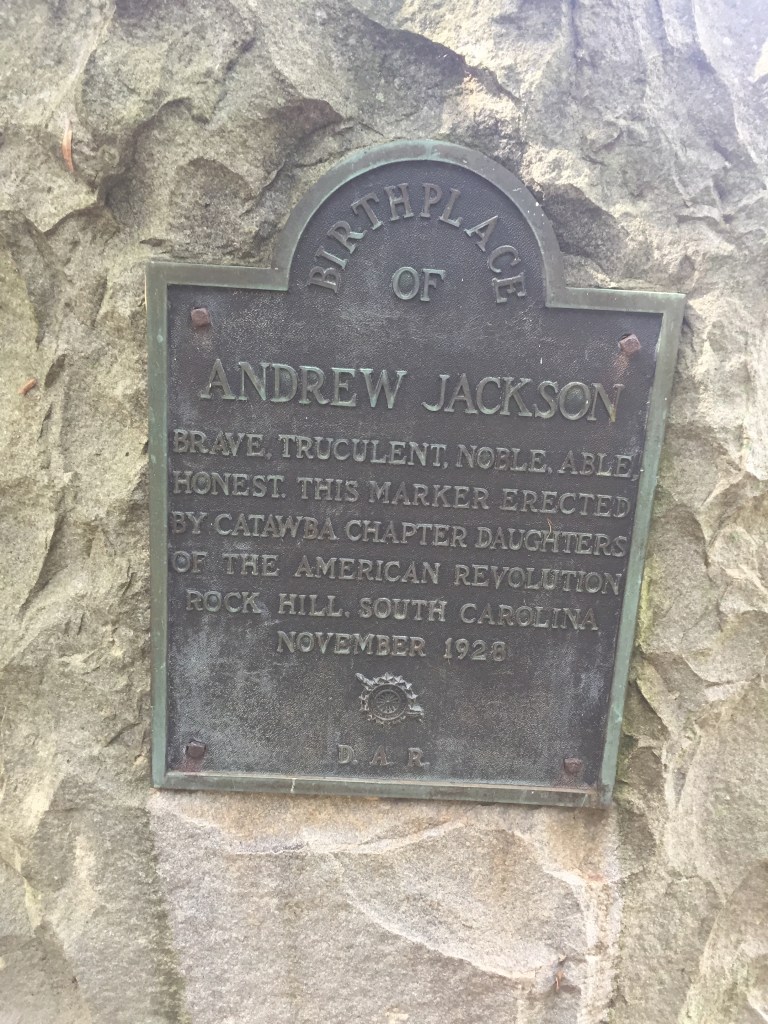 BIRTHPLACE
OF
ANDREW JACKSON
BRAVE, TRUCULENT, NOBLE, ABLE,
HONEST. THIS MARKER ERECTED
BY CATAWBA CHAPTER DAUGHTERS
OF THE AMERICAN REVOLUTION
ROCK HILL, SOUTH CAROLINA
NOVEMBER 1928
D. A. R.